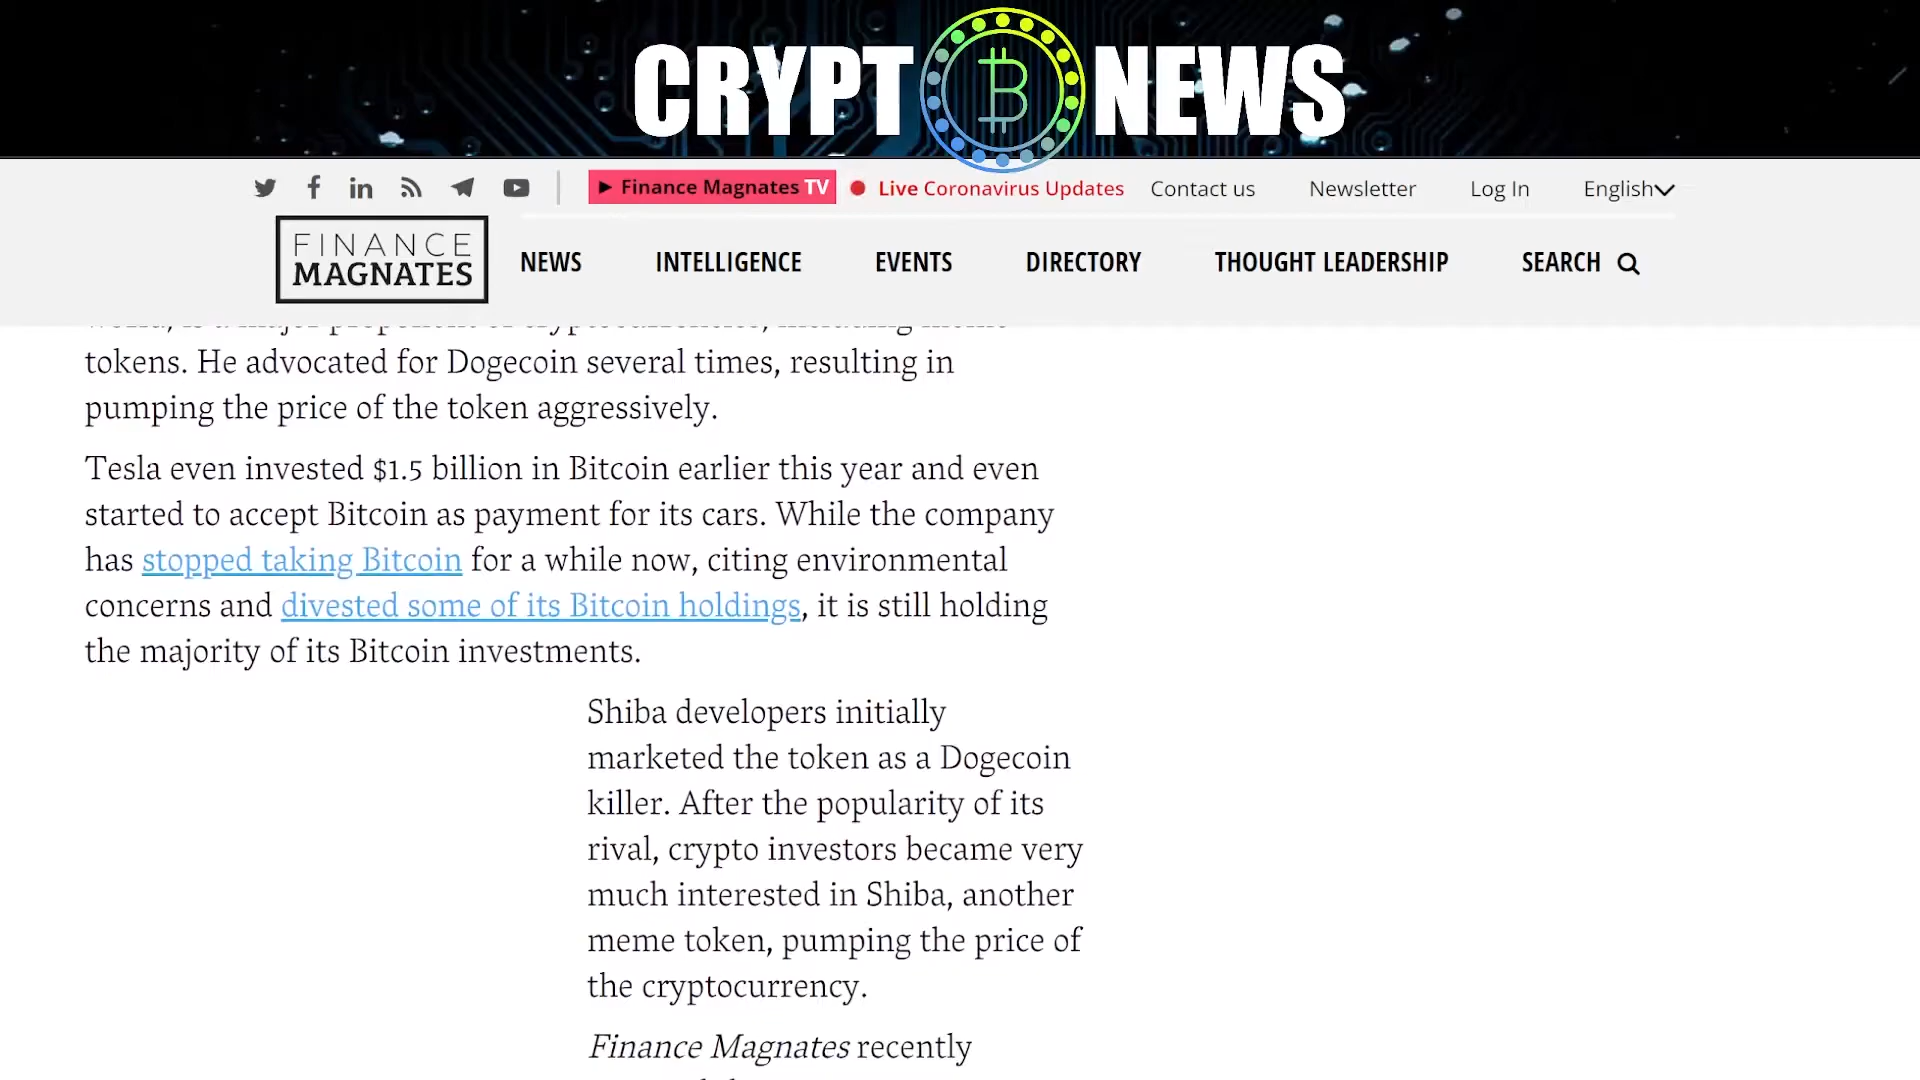 CRYPT NEWS
Finance Magnates TV
Live Coronavirus Updates
Contact us
Newsletter
Log In
English
FINANCE
MAGNATES
NEWS
INTELLIGENCE
EVENTS
DIRECTORY
THOUGHT LEADERSHIP
SEARCH
tokens. He advocated for Dogecoin several times, resulting in
pumping the price of the token aggressively.
Tesla even invested $1.5 billion in Bitcoin earlier this year and even
started to accept Bitcoin as payment for its cars. While the company
has stopped taking Bitcoin for a while now, citing environmental
concerns and divested some of its Bitcoin holdings, it is still holding
the majority of its Bitcoin investments.
Shiba developers initially
marketed the token as a Dogecoin
killer. After the popularity of its
rival, crypto investors became very
much interested in Shiba, another
meme token, pumping the price of
the cryptocurrency.
Finance Magnates recently